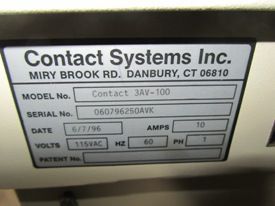 Contact Systems Inc.
MIRY BROOK RD. DANBURY, CT 06810
MODEL No. Contact 3AV-100
SERIAL No. 060796250AVK
DATE 6/7/96 AMPS 10
VOLTS 115VAC HZ 60 PH 1
PATENT No.